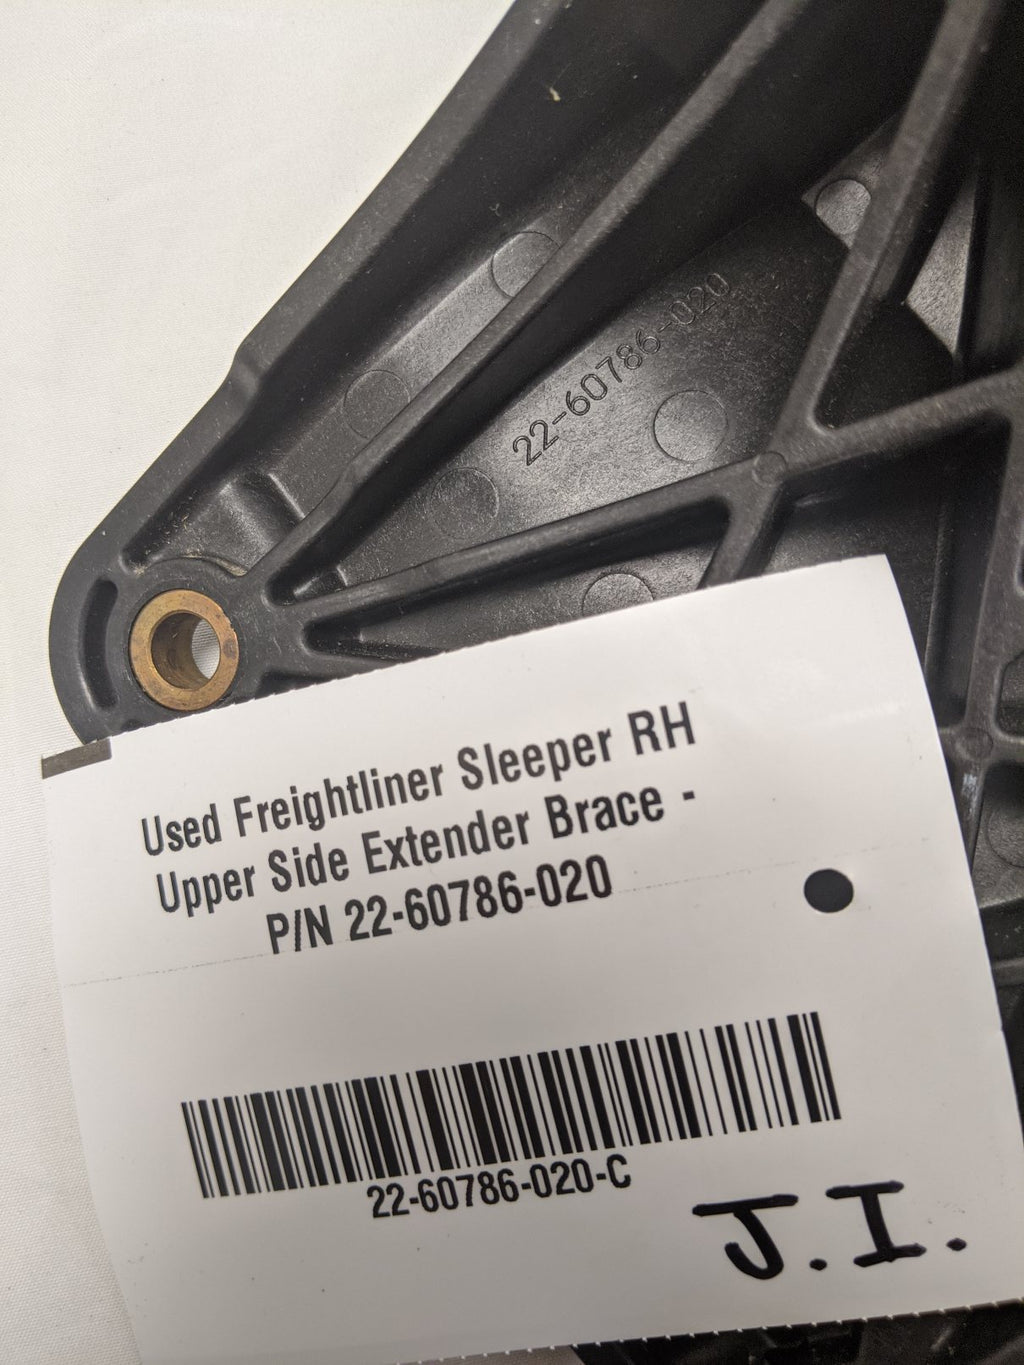 22-60786-020
Used Freightliner Sleeper RH
Upper Side Extender Brace -
P/N 22-60786-020
22-60786-020-C
J.I.